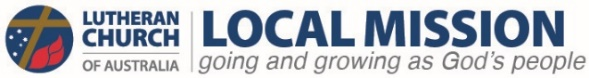 LUTHERAN
CHURCH
OF AUSTRALIA
LOCAL MISSION
going and growing as God's people